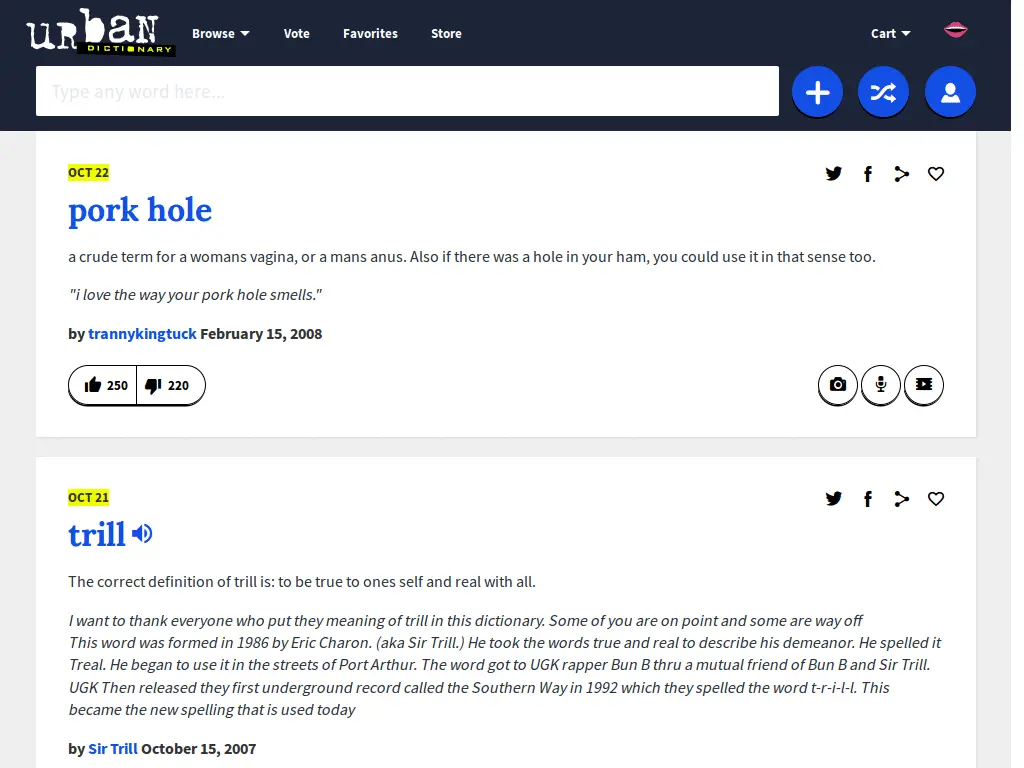 urban
DICTIONARY
Browse
Vote
Favorites
Store
Cart
Type any word here...
OCT 22
pork hole
a crude term for a womans vagina, or a mans anus. Also if there was a hole in your ham, you could use it in that sense too.
"i love the way your pork hole smells."
by trannykingtuck February 15, 2008
250
220
OCT 21
trill
The correct definition of trill is: to be true to ones self and real with all.
I want to thank everyone who put they meaning of trill in this dictionary. Some of you are on point and some are way off
This word was formed in 1986 by Eric Charon. (aka Sir Trill.) He took the words true and real to describe his demeanor. He spelled it
Treal. He began to use it in the streets of Port Arthur. The word got to UGK rapper Bun B thru a mutual friend of Bun B and Sir Trill.
UGK Then released they first underground record called the Southern Way in 1992 which they spelled the word t-r-i-l-l. This
became the new spelling that is used today
by Sir Trill October 15, 2007